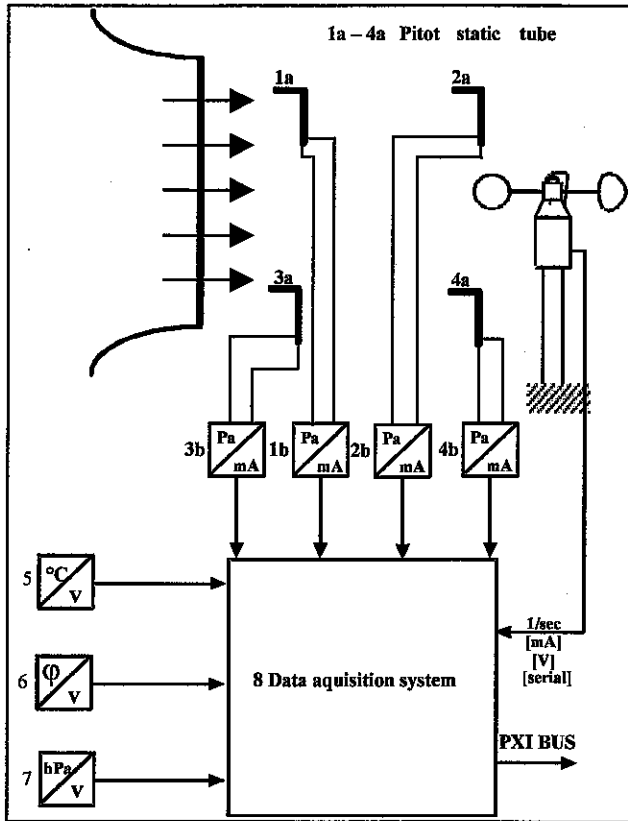 1a – 4a Pitot static tube
1a
2a
3a
4a
3b
Pa
mA
1b
Pa
mA
2b
Pa
mA
4b
Pa
mA
5
°C
V
6
φ
V
7
hPa
V
8 Data aquisition system
1/sec
[mA]
[V]
[serial]
PXI BUS